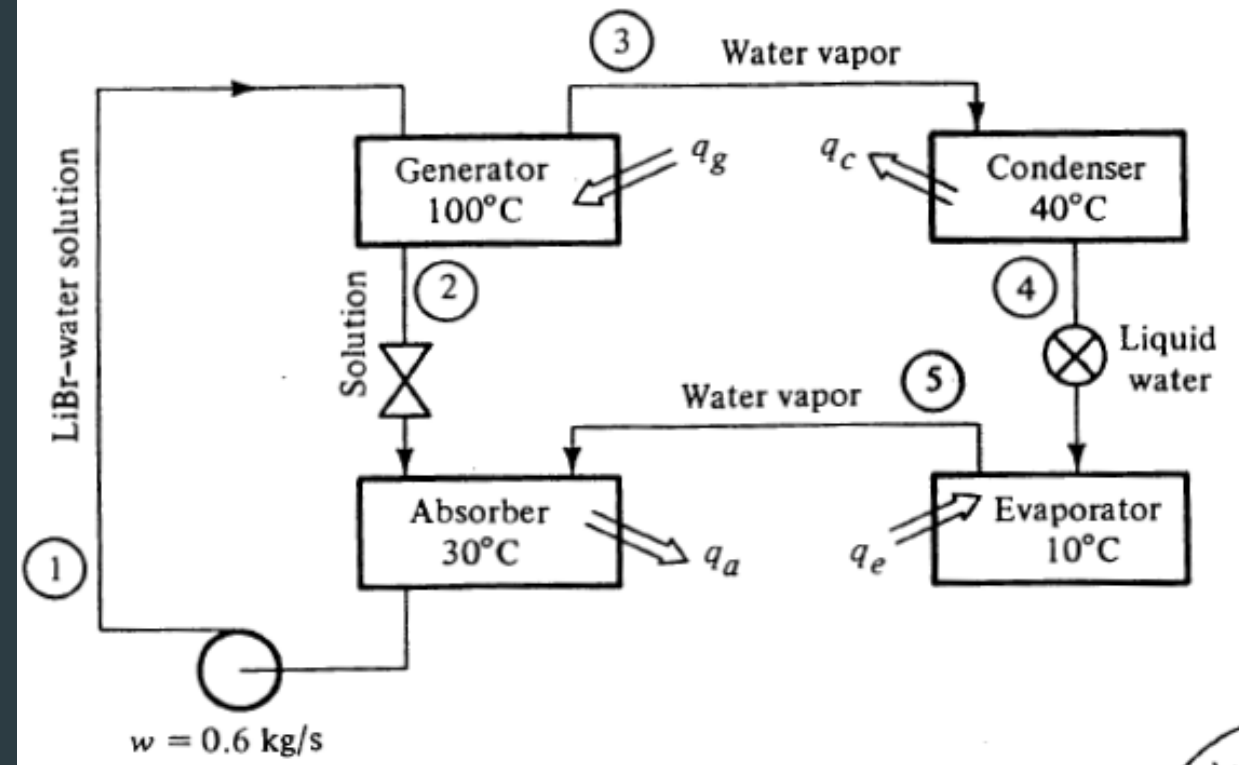 3
Water vapor
Generator
100°C
q_g
q_c
Condenser
40°C
LiBr–water solution
2
Solution
4
Liquid
water
Water vapor
5
Absorber
30°C
q_a
q_e
Evaporator
10°C
1
w = 0.6 kg/s